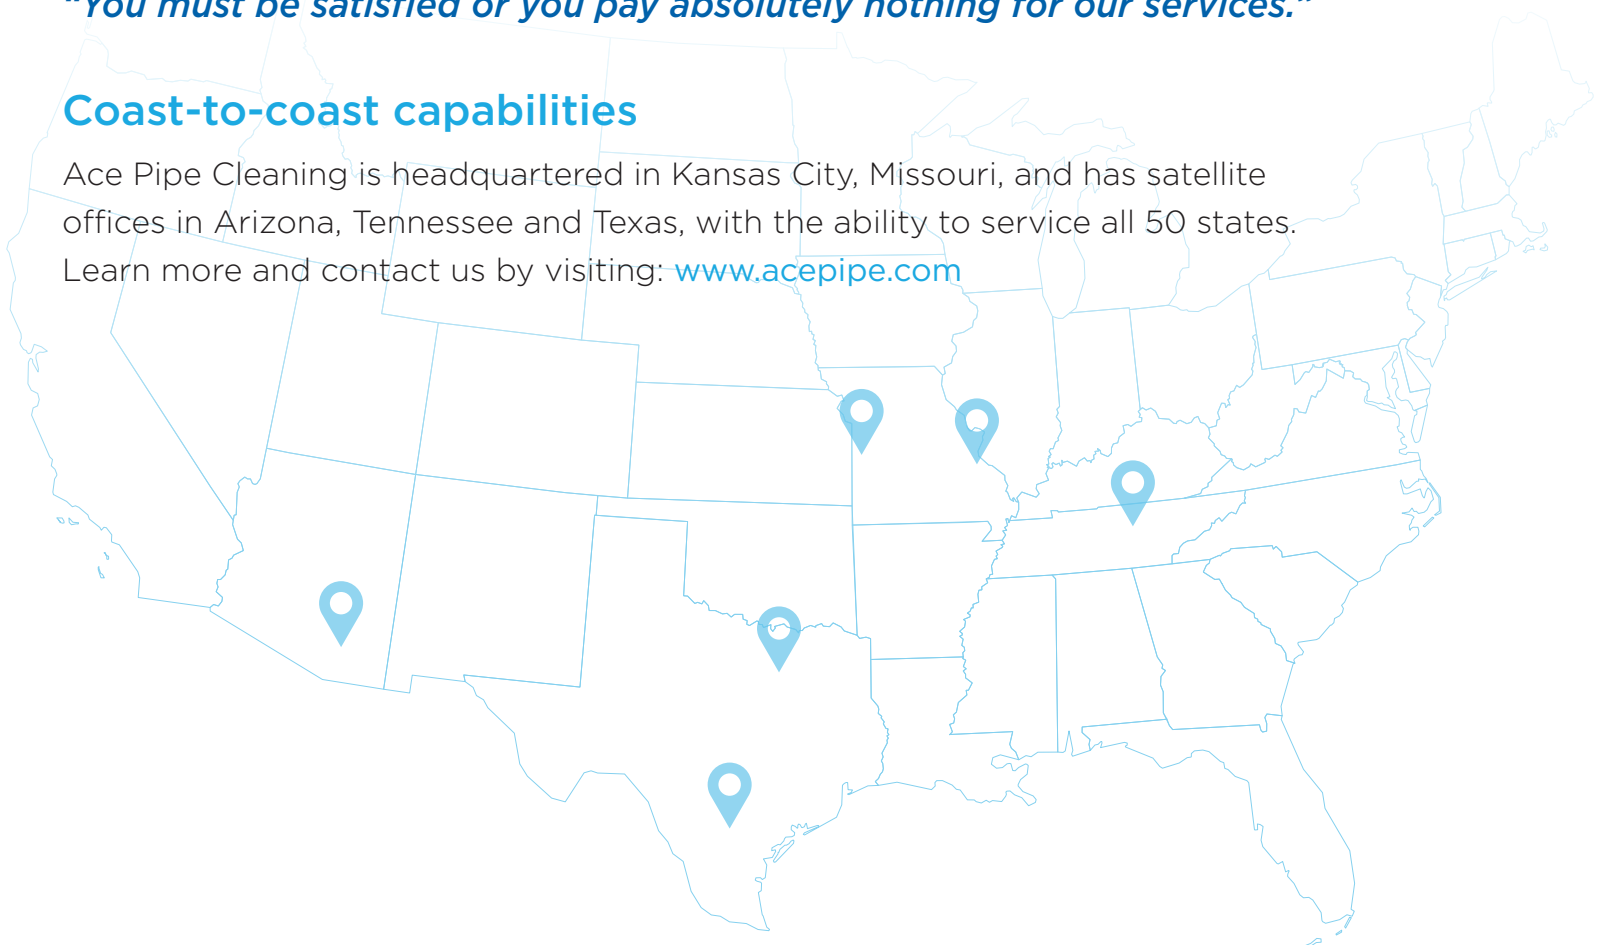 “You must be satisfied or you pay absolutely nothing for our services.”
Coast-to-coast capabilities
Ace Pipe Cleaning is headquartered in Kansas City, Missouri, and has satellite
offices in Arizona, Tennessee and Texas, with the ability to service all 50 states.
Learn more and contact us by visiting: www.acepipe.com